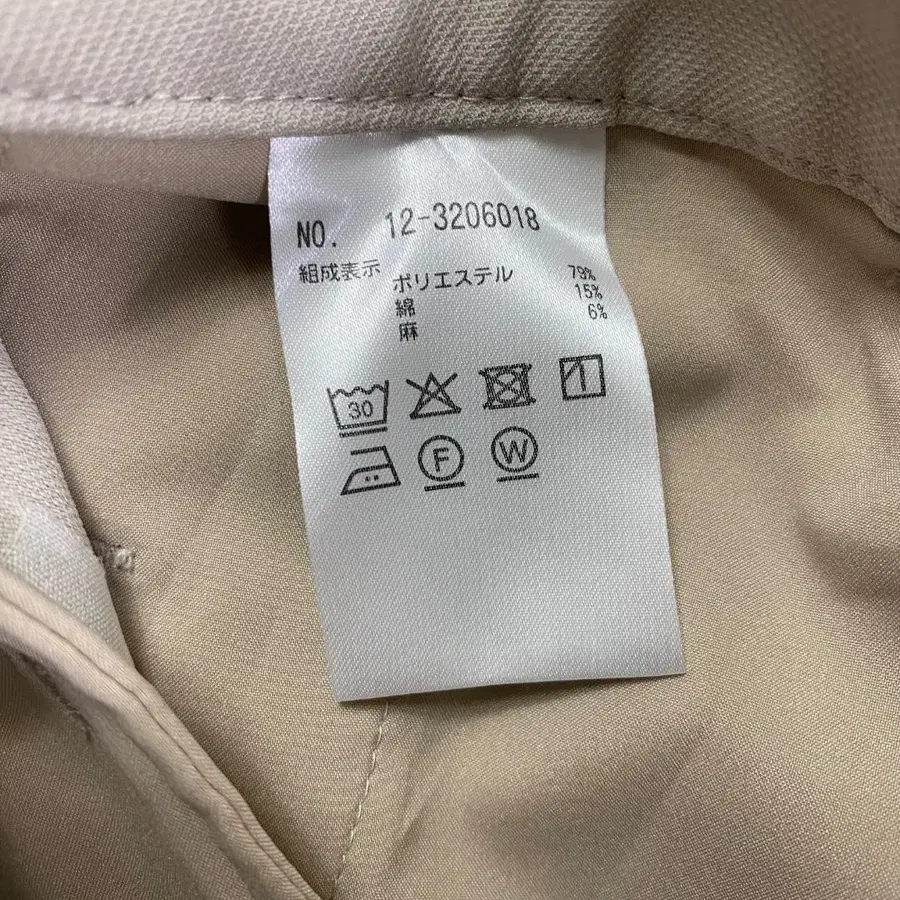 NO. 12-3206018
組成表示 ポリエステル 79%
綿 15%
麻 6%
30
F W